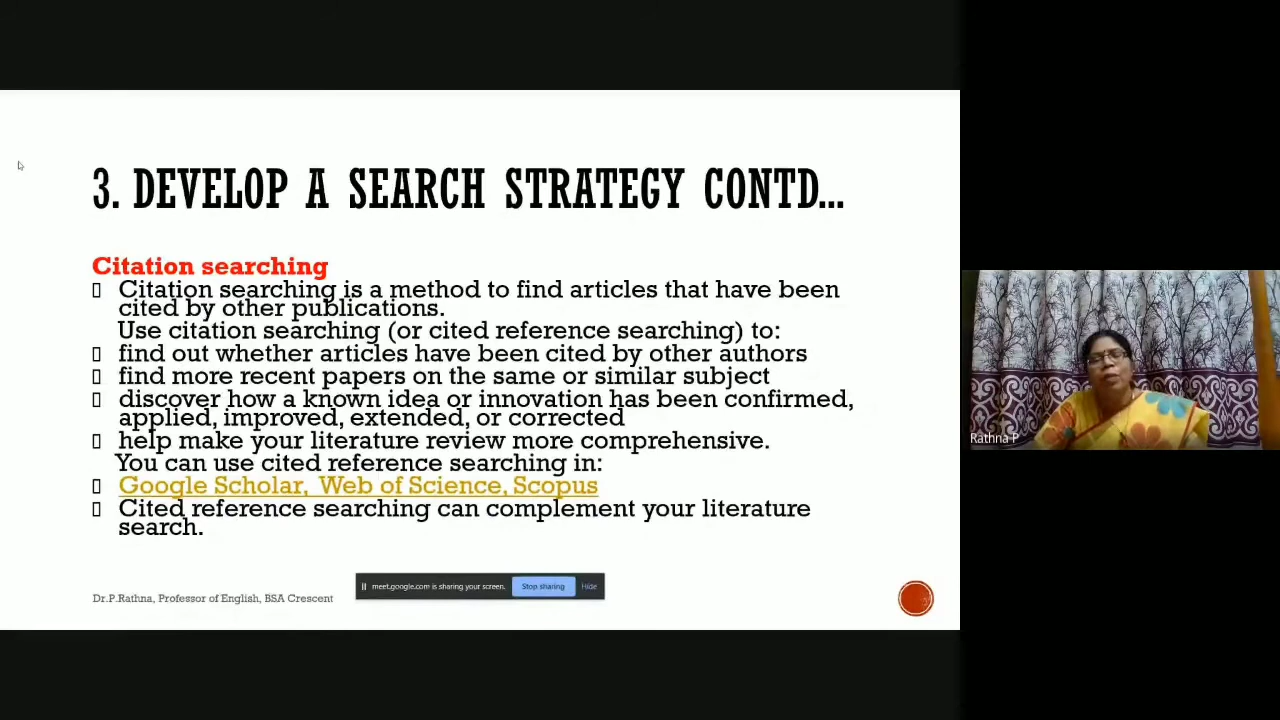 3. DEVELOP A SEARCH STRATEGY CONTD...
Citation searching
Citation searching is a method to find articles that have been
cited by other publications.
Use citation searching (or cited reference searching) to:
find out whether articles have been cited by other authors
find more recent papers on the same or similar subject
discover how a known idea or innovation has been confirmed,
applied, improved, extended, or corrected
help make your literature review more comprehensive.
You can use cited reference searching in:
Google Scholar, Web of Science, Scopus
Cited reference searching can complement your literature
search.
meet.google.com is sharing your screen. Stop sharing Hide
Dr.P.Rathna, Professor of English, BSA Crescent
Rathna P